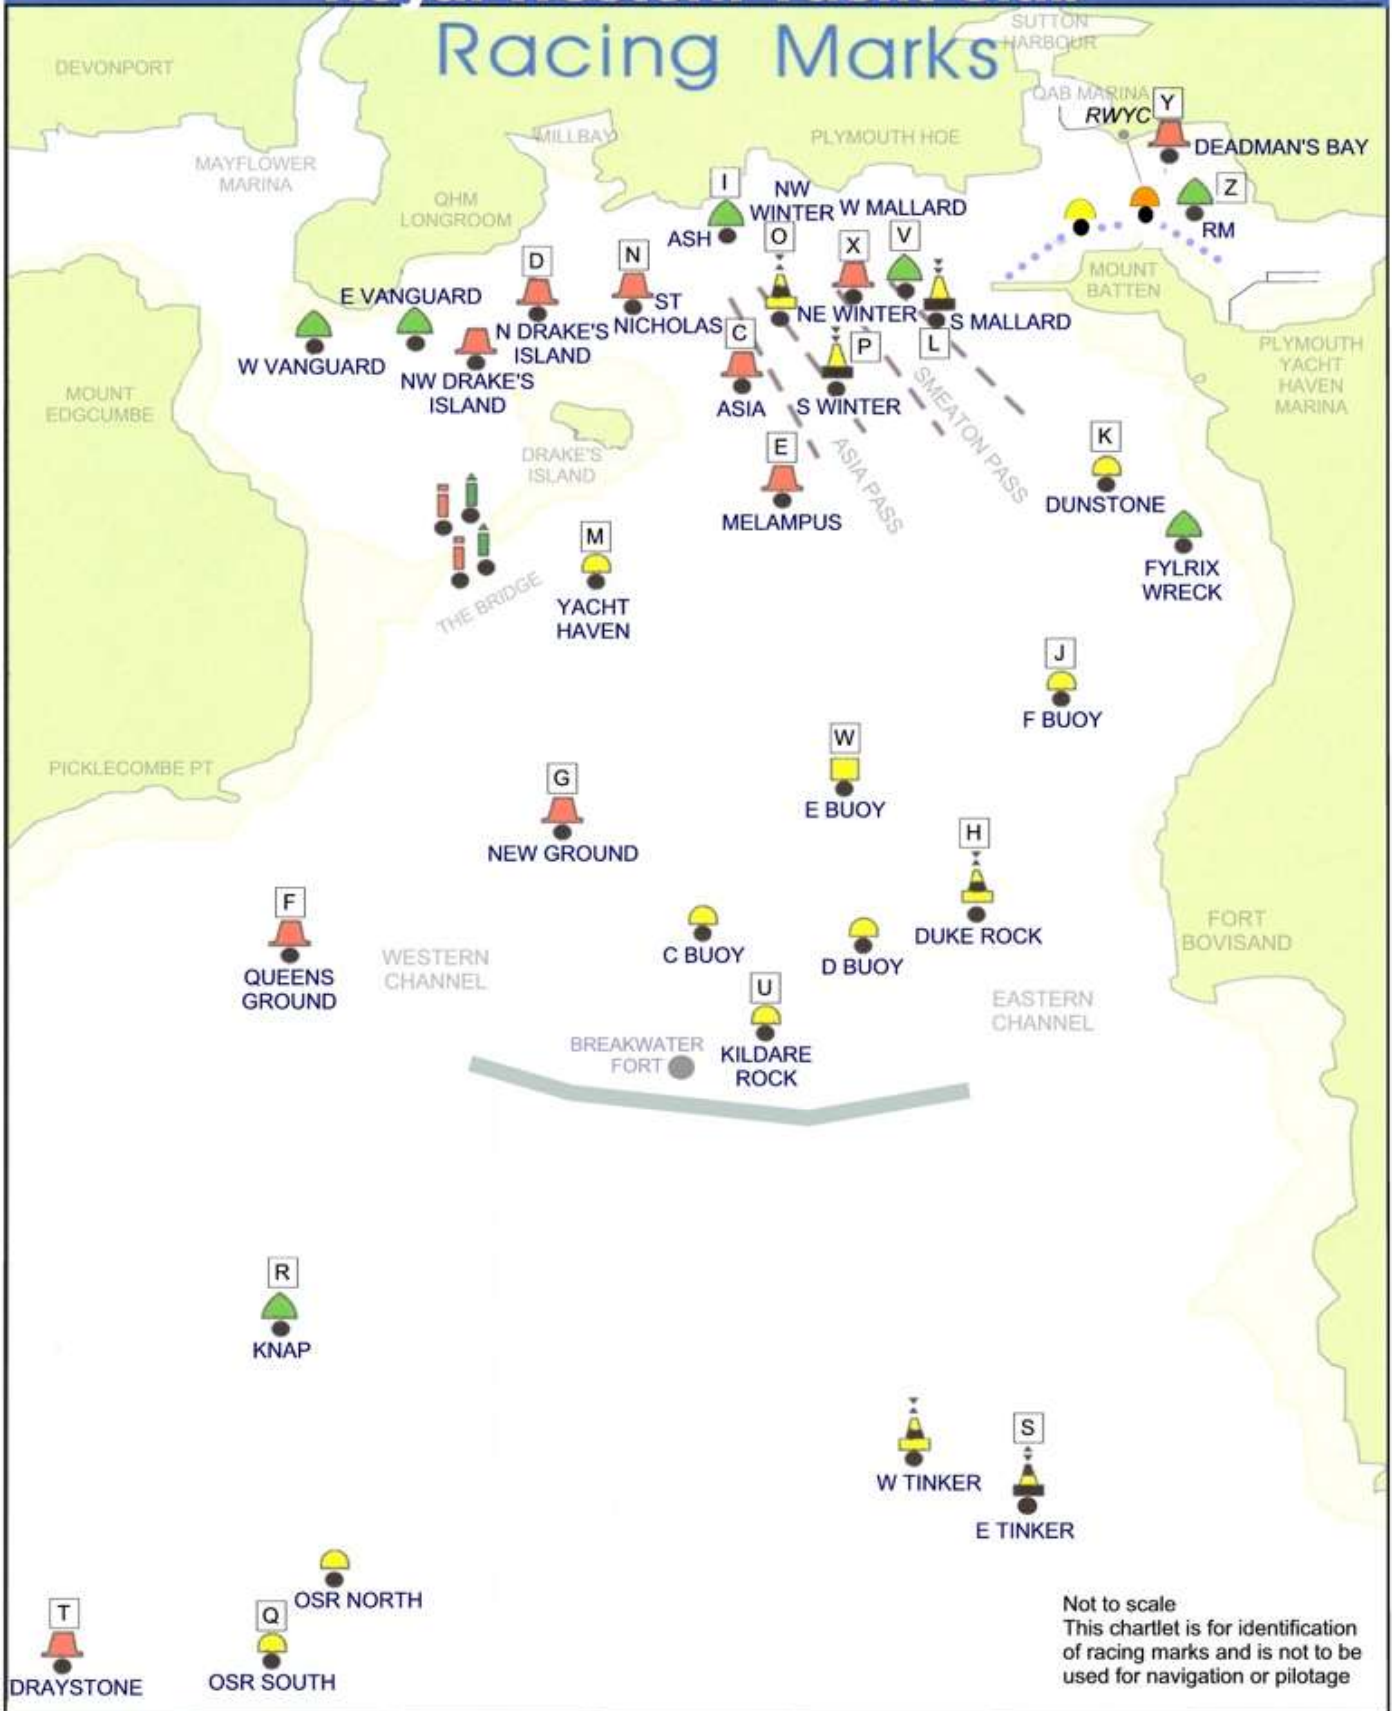 Racing Marks
SUTTON
HARBOUR
DEVONPORT
QAB MARINA
Y
RWYC
MILLBAY
PLYMOUTH HOE
DEADMAN'S BAY
MAYFLOWER
MARINA
I
NW
WINTER
W MALLARD
Z
QHM
LONGROOM
ASH
O
X
V
RM
D
N
MOUNT
BATTEN
E VANGUARD
ST
NICHOLAS
NE WINTER
S MALLARD
N DRAKE'S
ISLAND
C
P
L
W VANGUARD
NW DRAKE'S
ISLAND
PLYMOUTH
YACHT
HAVEN
MARINA
MOUNT
EDGCUMBE
ASIA
S WINTER
SMEATON PASS
ASIA PASS
E
K
DRAKE'S
ISLAND
DUNSTONE
MELAMPUS
M
FYLRIX
WRECK
THE BRIDGE
YACHT
HAVEN
J
F BUOY
W
PICKLECOMBE PT
G
E BUOY
H
NEW GROUND
F
FORT
BOVISAND
DUKE ROCK
C BUOY
D BUOY
WESTERN
CHANNEL
QUEENS
GROUND
U
EASTERN
CHANNEL
BREAKWATER
FORT
KILDARE
ROCK
R
KNAP
S
W TINKER
E TINKER
OSR NORTH
T
Q
DRAYSTONE
OSR SOUTH
Not to scale
This chartlet is for identification
of racing marks and is not to be
used for navigation or pilotage